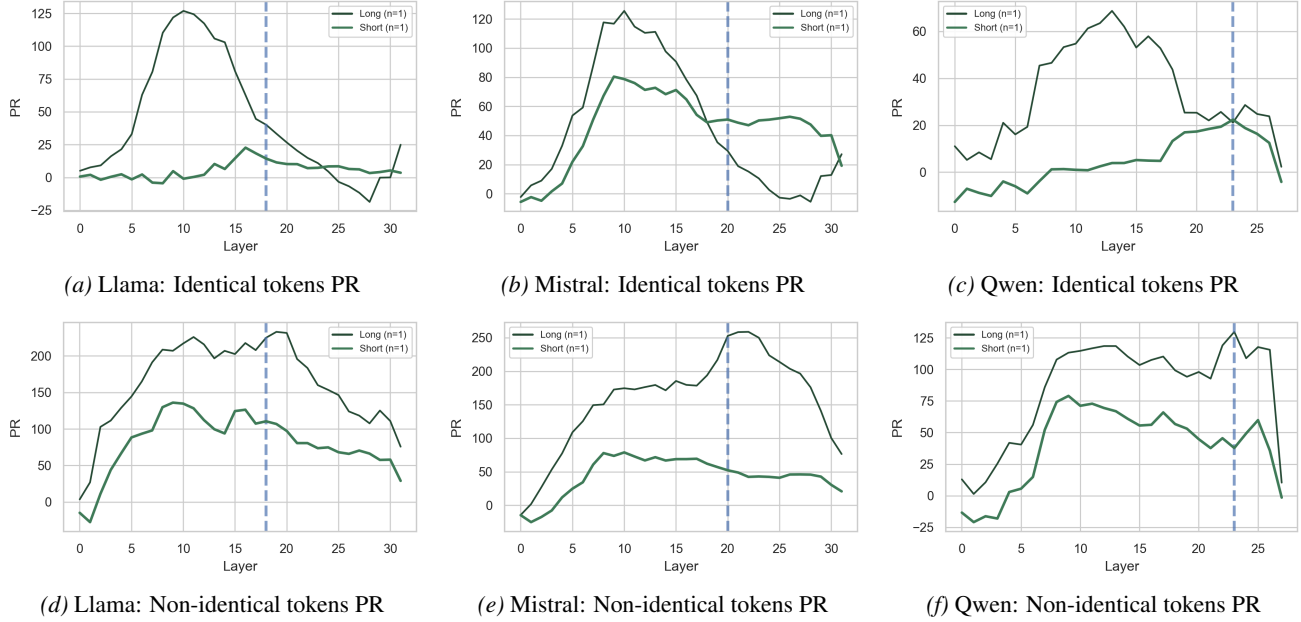 125
100
75
50
25
0
−25
PR
Long (n=1)
Short (n=1)
0 5 10 15 20 25 30
Layer
(a) Llama: Identical tokens PR
120
100
80
60
40
20
0
PR
Long (n=1)
Short (n=1)
0 5 10 15 20 25 30
Layer
(b) Mistral: Identical tokens PR
60
40
20
0
PR
Long (n=1)
Short (n=1)
0 5 10 15 20 25
Layer
(c) Qwen: Identical tokens PR
200
150
100
50
0
PR
Long (n=1)
Short (n=1)
0 5 10 15 20 25 30
Layer
(d) Llama: Non-identical tokens PR
250
200
150
100
50
0
PR
Long (n=1)
Short (n=1)
0 5 10 15 20 25 30
Layer
(e) Mistral: Non-identical tokens PR
125
100
75
50
25
0
−25
PR
Long (n=1)
Short (n=1)
0 5 10 15 20 25
Layer
(f) Qwen: Non-identical tokens PR